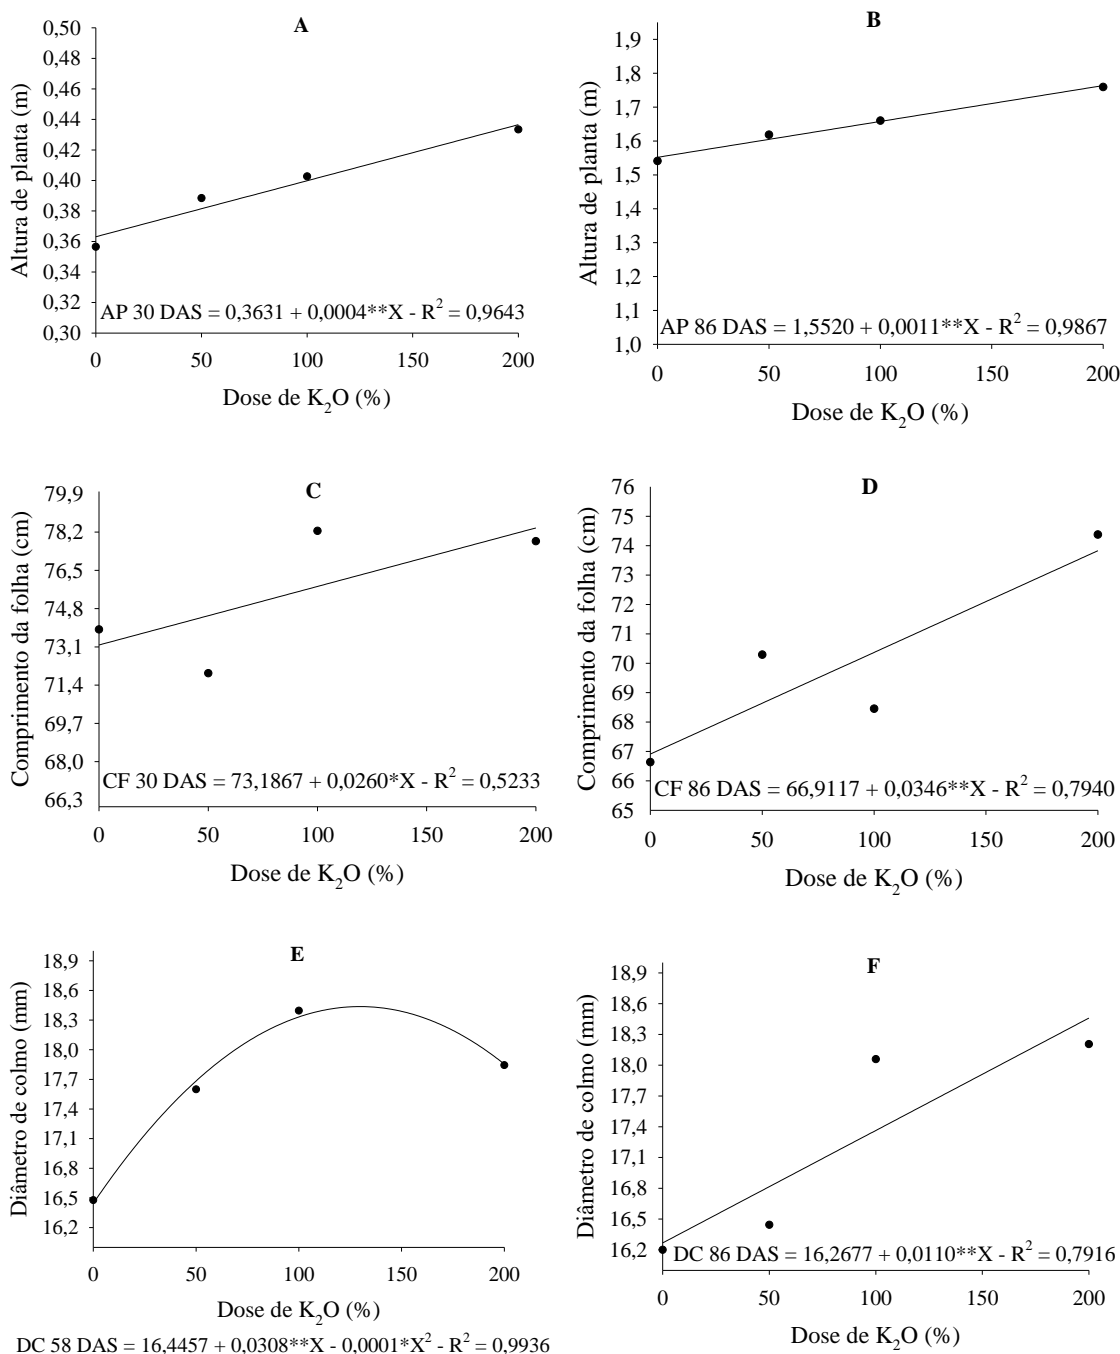 A
0,50
0,48
0,46
0,44
0,42
0,40
0,38
0,36
0,34
0,32
0,30
Altura de planta (m)
AP 30 DAS = 0,3631 + 0,0004**X - R² = 0,9643
0 50 100 150 200
Dose de K₂O (%)
B
1,9
1,8
1,7
1,6
1,5
1,4
1,3
1,2
1,1
1,0
Altura de planta (m)
AP 86 DAS = 1,5520 + 0,0011**X - R² = 0,9867
0 50 100 150 200
Dose de K₂O (%)
C
79,9
78,2
76,5
74,8
73,1
71,4
69,7
68,0
66,3
Comprimento da folha (cm)
CF 30 DAS = 73,1867 + 0,0260*X - R² = 0,5233
0 50 100 150 200
Dose de K₂O (%)
D
76
75
74
73
72
71
70
69
68
67
66
65
Comprimento da folha (cm)
CF 86 DAS = 66,9117 + 0,0346**X - R² = 0,7940
0 50 100 150 200
Dose de K₂O (%)
E
18,9
18,6
18,3
18,0
17,7
17,4
17,1
16,8
16,5
16,2
Diâmetro de colmo (mm)
0 50 100 150 200
Dose de K₂O (%)
DC 58 DAS = 16,4457 + 0,0308**X - 0,0001*X² - R² = 0,9936
F
18,9
18,6
18,3
18,0
17,7
17,4
17,1
16,8
16,5
16,2
Diâmetro de colmo (mm)
DC 86 DAS = 16,2677 + 0,0110**X - R² = 0,7916
0 50 100 150 200
Dose de K₂O (%)